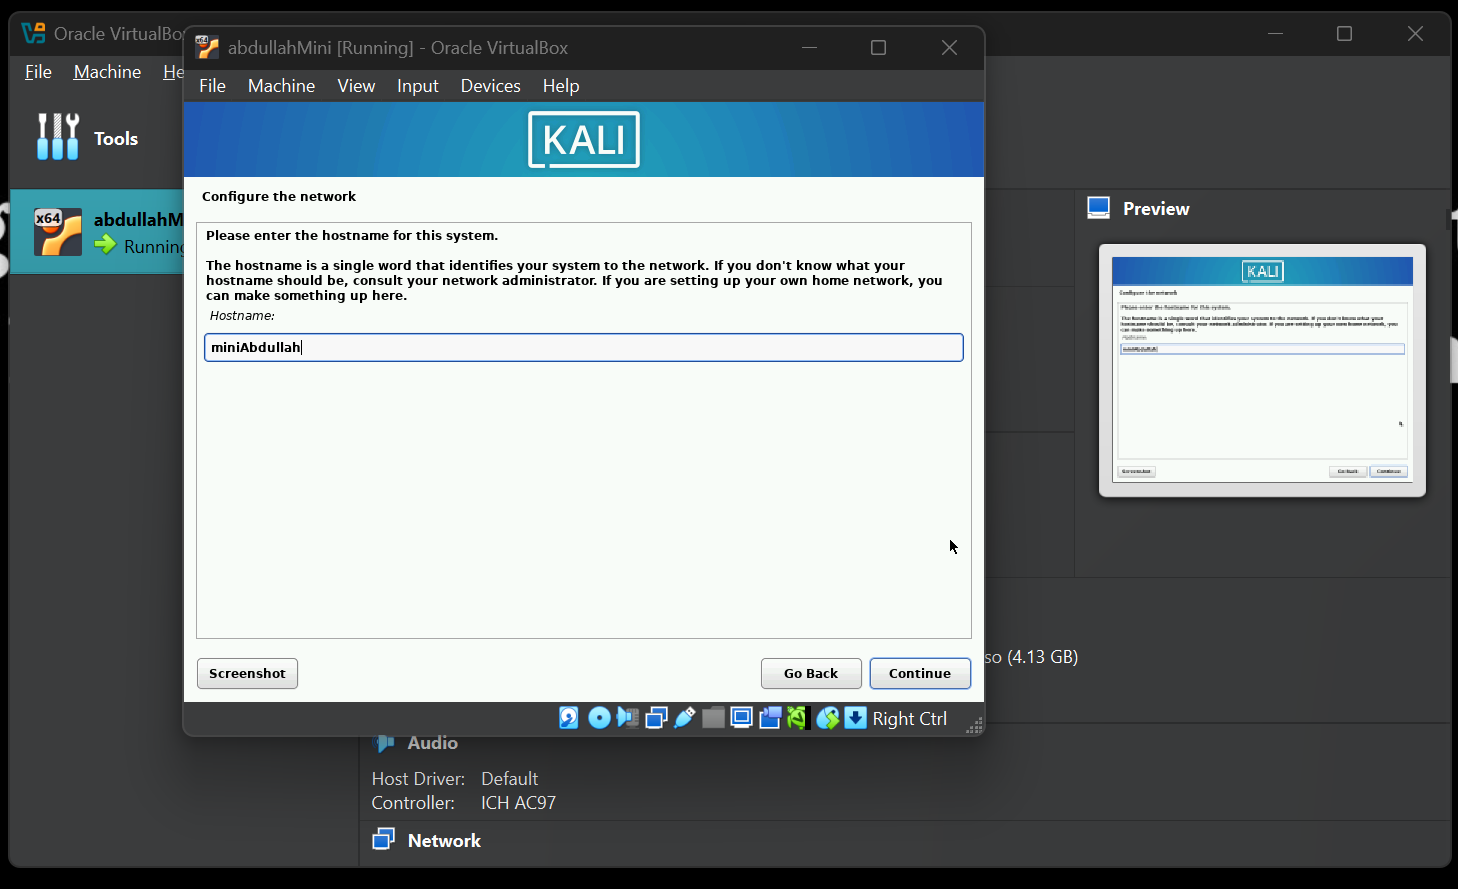 Oracle VirtualBo
abdullahMini [Running] - Oracle VirtualBox
File Machine He
File Machine View Input Devices Help
Tools
KALI
Configure the network
x64
abdullahM
Running
Please enter the hostname for this system.
The hostname is a single word that identifies your system to the network. If you don't know what your
hostname should be, consult your network administrator. If you are setting up your own home network, you
can make something up here.
Hostname:
miniAbdullah
Screenshot
Go Back
Continue
Right Ctrl
Preview
KALI
so (4.13 GB)
Audio
Host Driver: Default
Controller: ICH AC97
Network